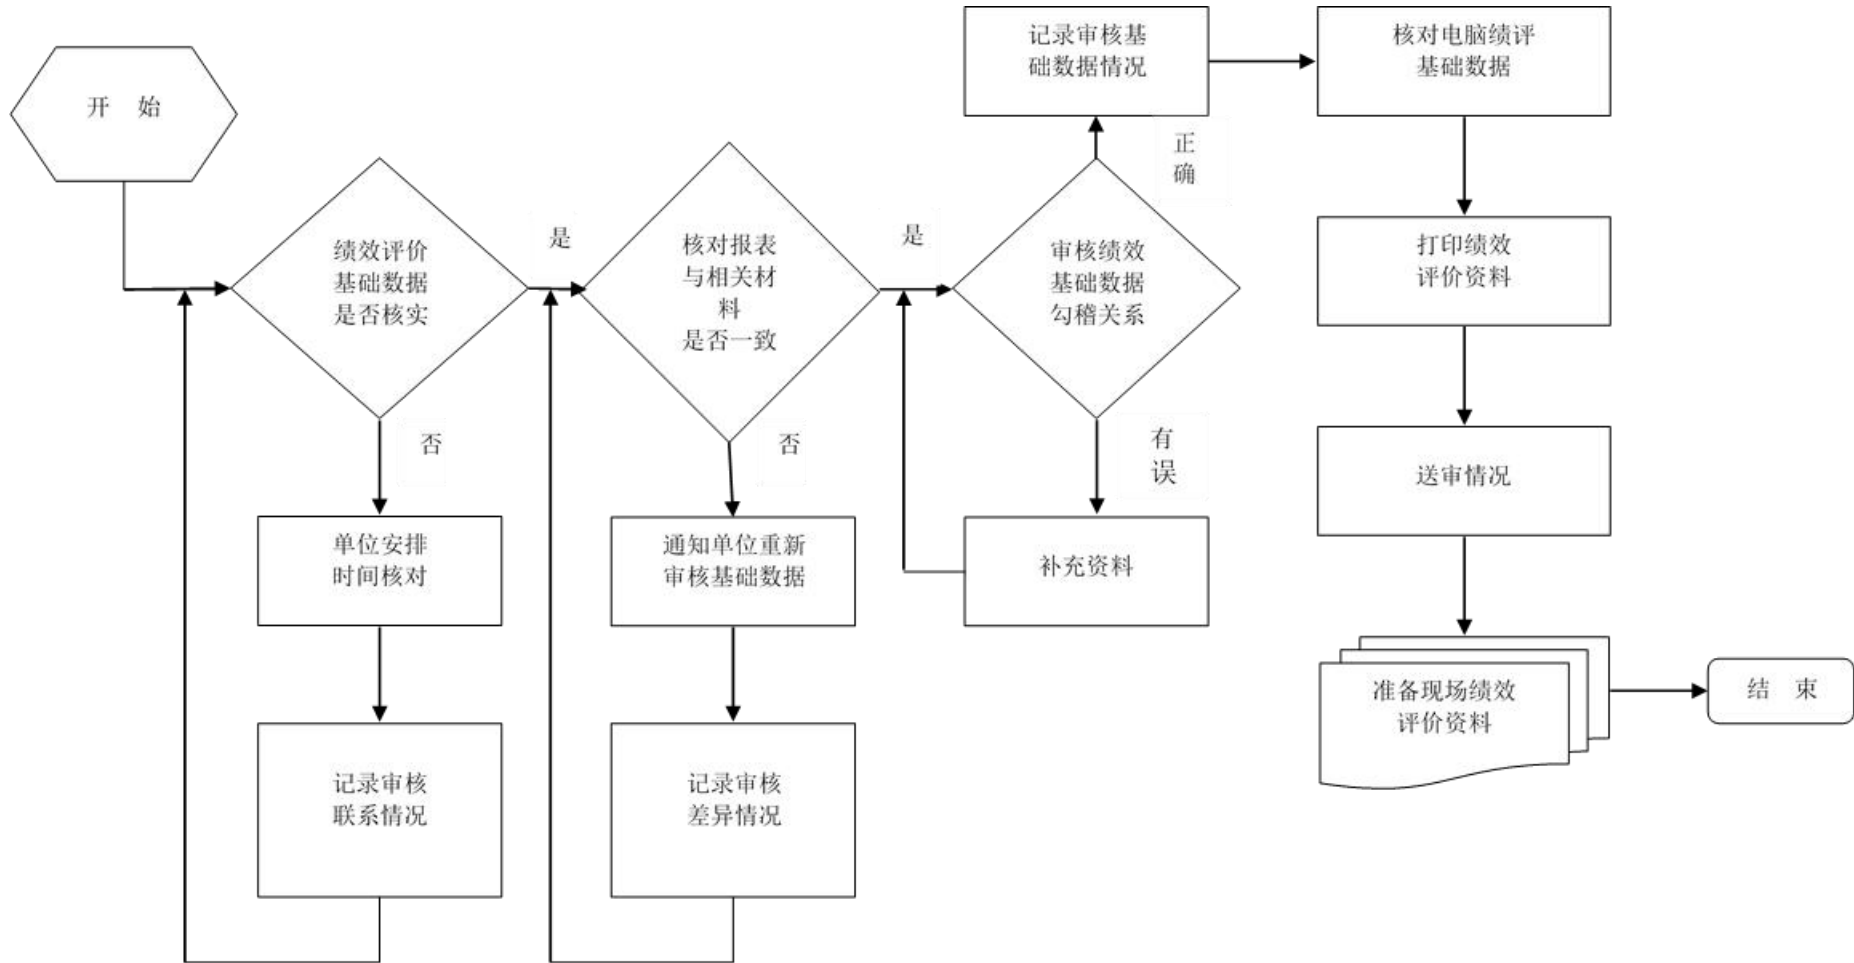 开 始
绩效评价
基础数据
是否核实
是
否
单位安排
时间核对
记录审核
联系情况
核对报表
与相关材
料
是否一致
是
否
通知单位重新
审核基础数据
记录审核
差异情况
审核绩效
基础数据
勾稽关系
正
确
有
误
补充资料
记录审核基
础数据情况
核对电脑绩评
基础数据
打印绩效
评价资料
送审情况
准备现场绩效
评价资料
结 束